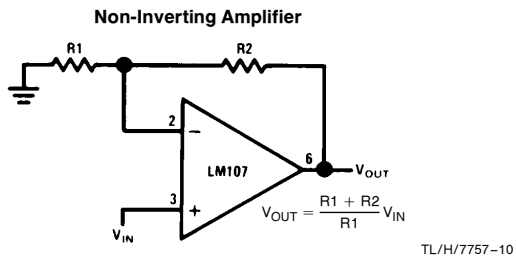 Non-Inverting Amplifier
R1
R2
2
−
LM107
6
VOUT
3
+
VIN
VOUT = R1 + R2 / R1 VIN
TL/H/7757–10